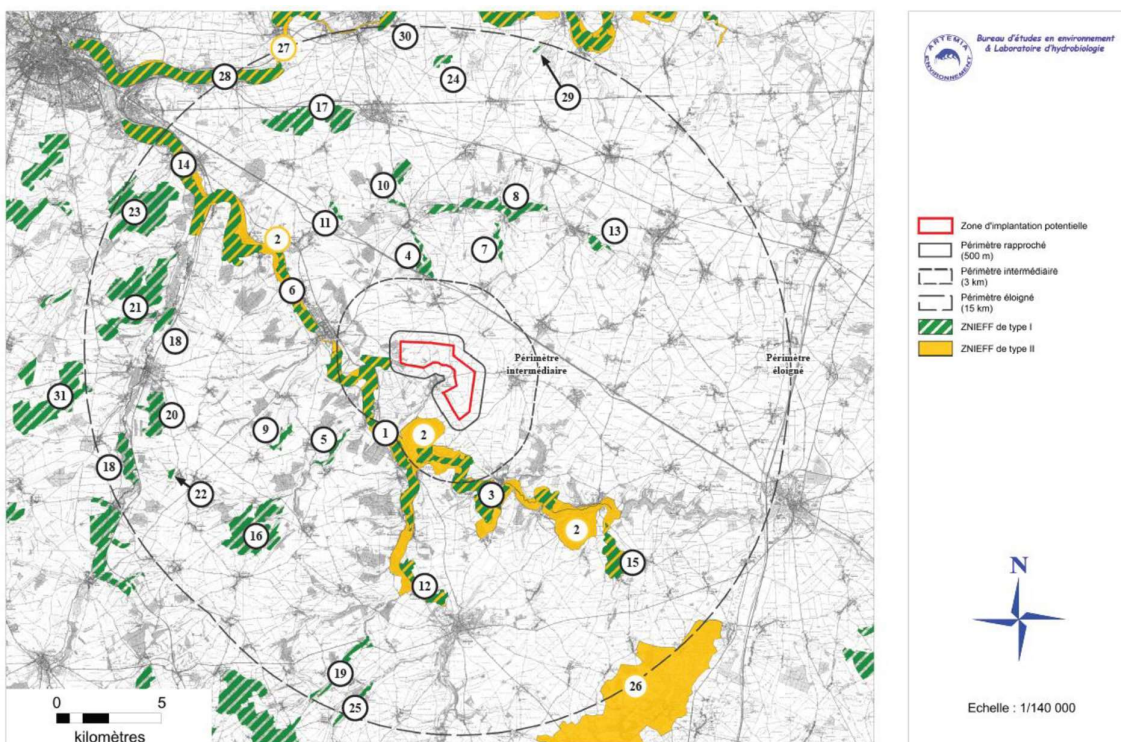 27
30
28
24
29
17
14
10
8
23
11
13
2
4
7
6
21
18
Périmètre
intermédiaire
Périmètre
éloigné
31
20
9
5
1
2
18
22
3
16
2
15
12
19
26
25
0 5
kilomètres
ARTEMIA
ENVIRONNEMENT
Bureau d'études en environnement
& Laboratoire d'hydrobiologie
Zone d'implantation potentielle
Périmètre rapproché
(500 m)
Périmètre intermédiaire
(3 km)
Périmètre éloigné
(15 km)
ZNIEFF de type I
ZNIEFF de type II
N
Echelle : 1/140 000